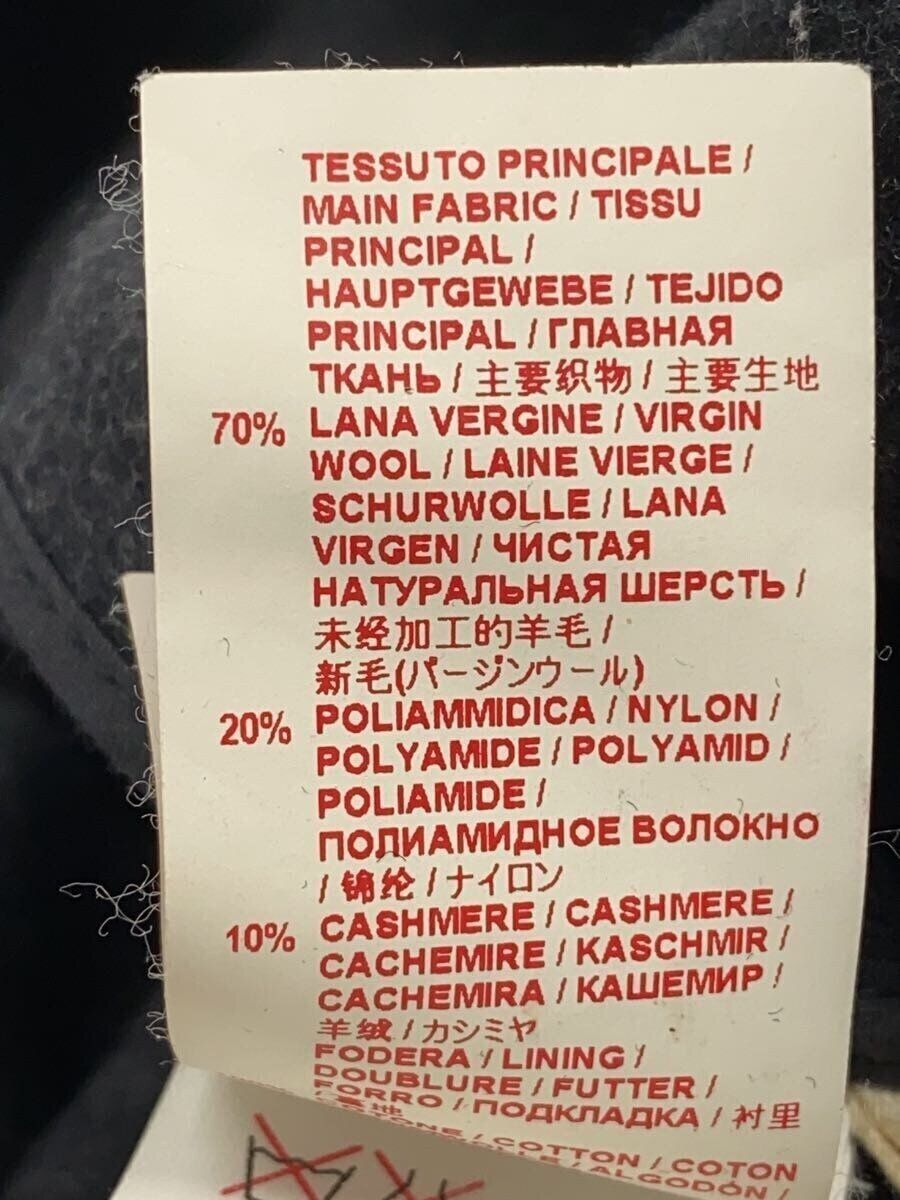 TESSUTO PRINCIPALE /
MAIN FABRIC / TISSU
PRINCIPAL /
HAUPTGEWEBE / TEJIDO
PRINCIPAL / ГЛАВНАЯ
ТКАНЬ / 主要织物 / 主要生地
70% LANA VERGINE / VIRGIN
WOOL / LAINE VIERGE /
SCHURWOLLE / LANA
VIRGEN / ЧИСТАЯ
НАТУРАЛЬНАЯ ШЕРСТЬ /
未经加工的羊毛 /
新毛(パージンウール)
20% POLIAMMIDICA / NYLON /
POLYAMIDE / POLYAMID /
POLIAMIDE /
ПОЛИАМИДНОЕ ВОЛОКНО
/ 锦纶 / ナイロン
10% CASHMERE / CASHMERE /
CACHEMIRE / KASCHMIR /
CACHEMIRA / КАШЕМИР /
羊绒 / カシミヤ
FODERA / LINING /
DOUBLURE / FUTTER /
FORRO / ПОДКЛАДКА / 衬里
/ 地
/ COTTON / COTON
/ ALGODÓN /